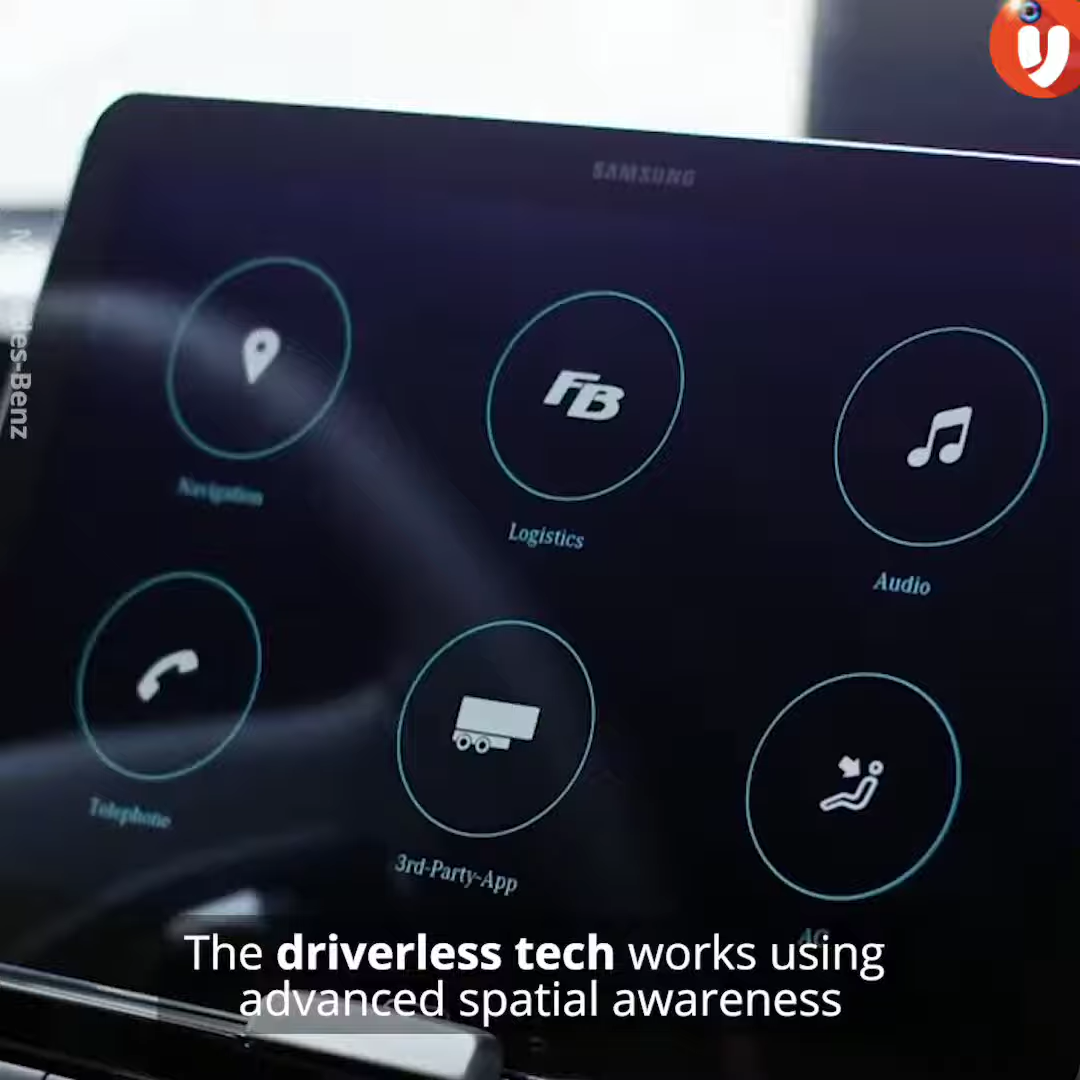 SAMSUNG
Navigation
FB
Logistics
Audio
Telephone
3rd-Party-App
The driverless tech works using
advanced spatial awareness